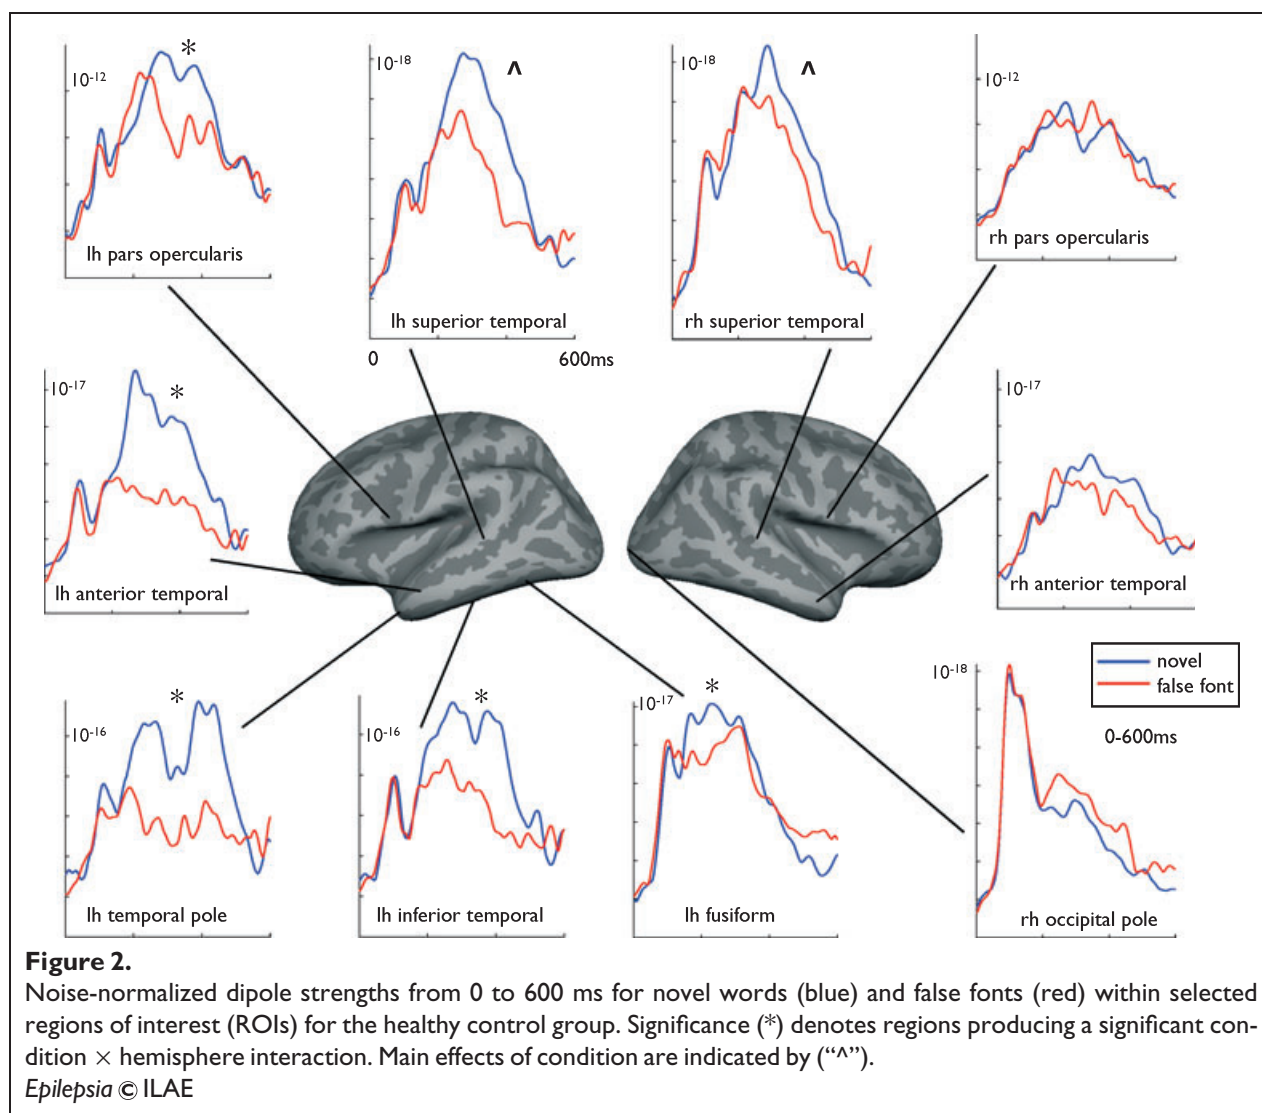 *
10-12
lh pars opercularis
10-18
^
lh superior temporal
0
600ms
10-18
^
rh superior temporal
10-12
rh pars opercularis
10-17
*
lh anterior temporal
10-17
rh anterior temporal
*
10-16
lh temporal pole
*
10-16
lh inferior temporal
*
10-17
lh fusiform
novel
false font
0-600ms
10-18
rh occipital pole
Figure 2.
Noise-normalized dipole strengths from 0 to 600 ms for novel words (blue) and false fonts (red) within selected
regions of interest (ROIs) for the healthy control group. Significance (*) denotes regions producing a significant con-
dition × hemisphere interaction. Main effects of condition are indicated by (“^”).
Epilepsia © ILAE